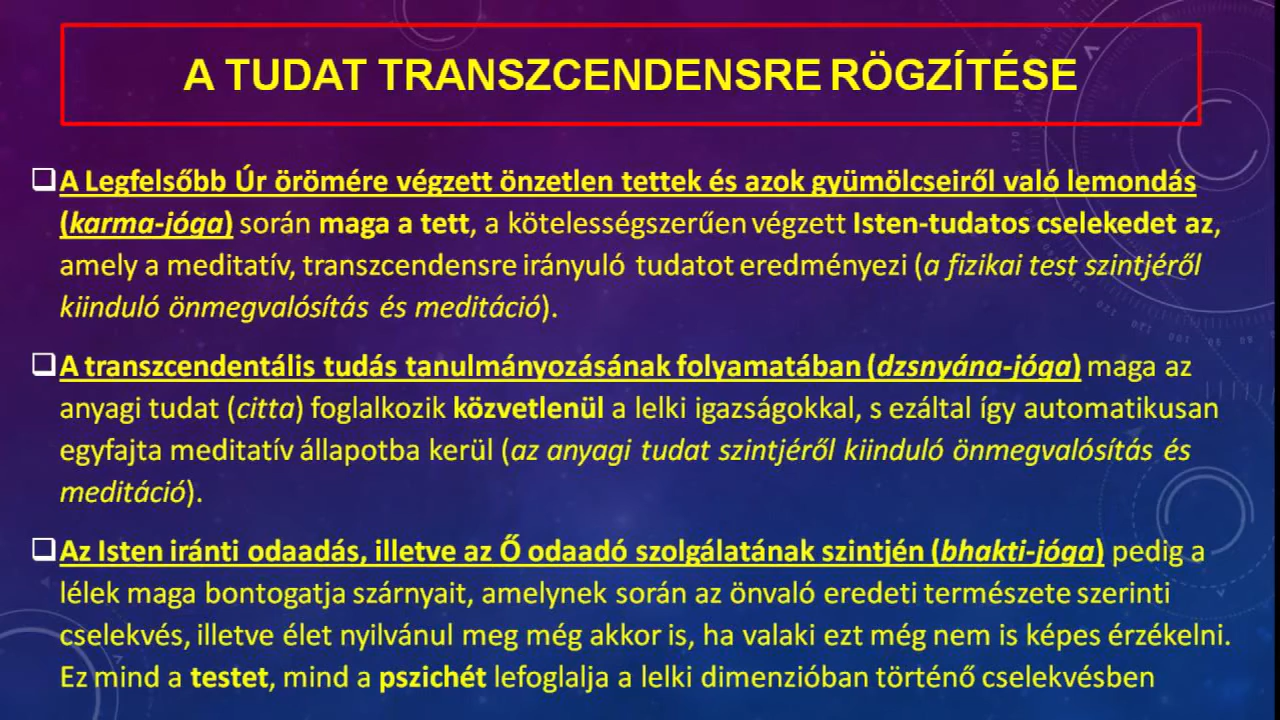 A TUDAT TRANSZCENDENSRE RÖGZÍTÉSE
A Legfelsőbb Úr örömére végzett önzetlen tettek és azok gyümölcseiről való lemondás
(karma-jóga) során maga a tett, a kötelességszerűen végzett Isten-tudatos cselekedet az,
amely a meditatív, transzcendensre irányuló tudatot eredményezi (a fizikai test szintjéről
kiinduló önmegvalósítás és meditáció).
A transzcendentális tudás tanulmányozásának folyamatában (dzsnyána-jóga) maga az
anyagi tudat (citta) foglalkozik közvetlenül a lelki igazságokkal, s ezáltal így automatikusan
egyfajta meditatív állapotba kerül (az anyagi tudat szintjéről kiinduló önmegvalósítás és
meditáció).
Az Isten iránti odaadás, illetve az Ő odaadó szolgálatának szintjén (bhakti-jóga) pedig a
lélek maga bontogatja szárnyait, amelynek során az önvaló eredeti természete szerinti
cselekvés, illetve élet nyilvánul meg még akkor is, ha valaki ezt még nem is képes érzékelni.
Ez mind a testet, mind a pszichét lefoglalja a lelki dimenzióban történő cselekvésben